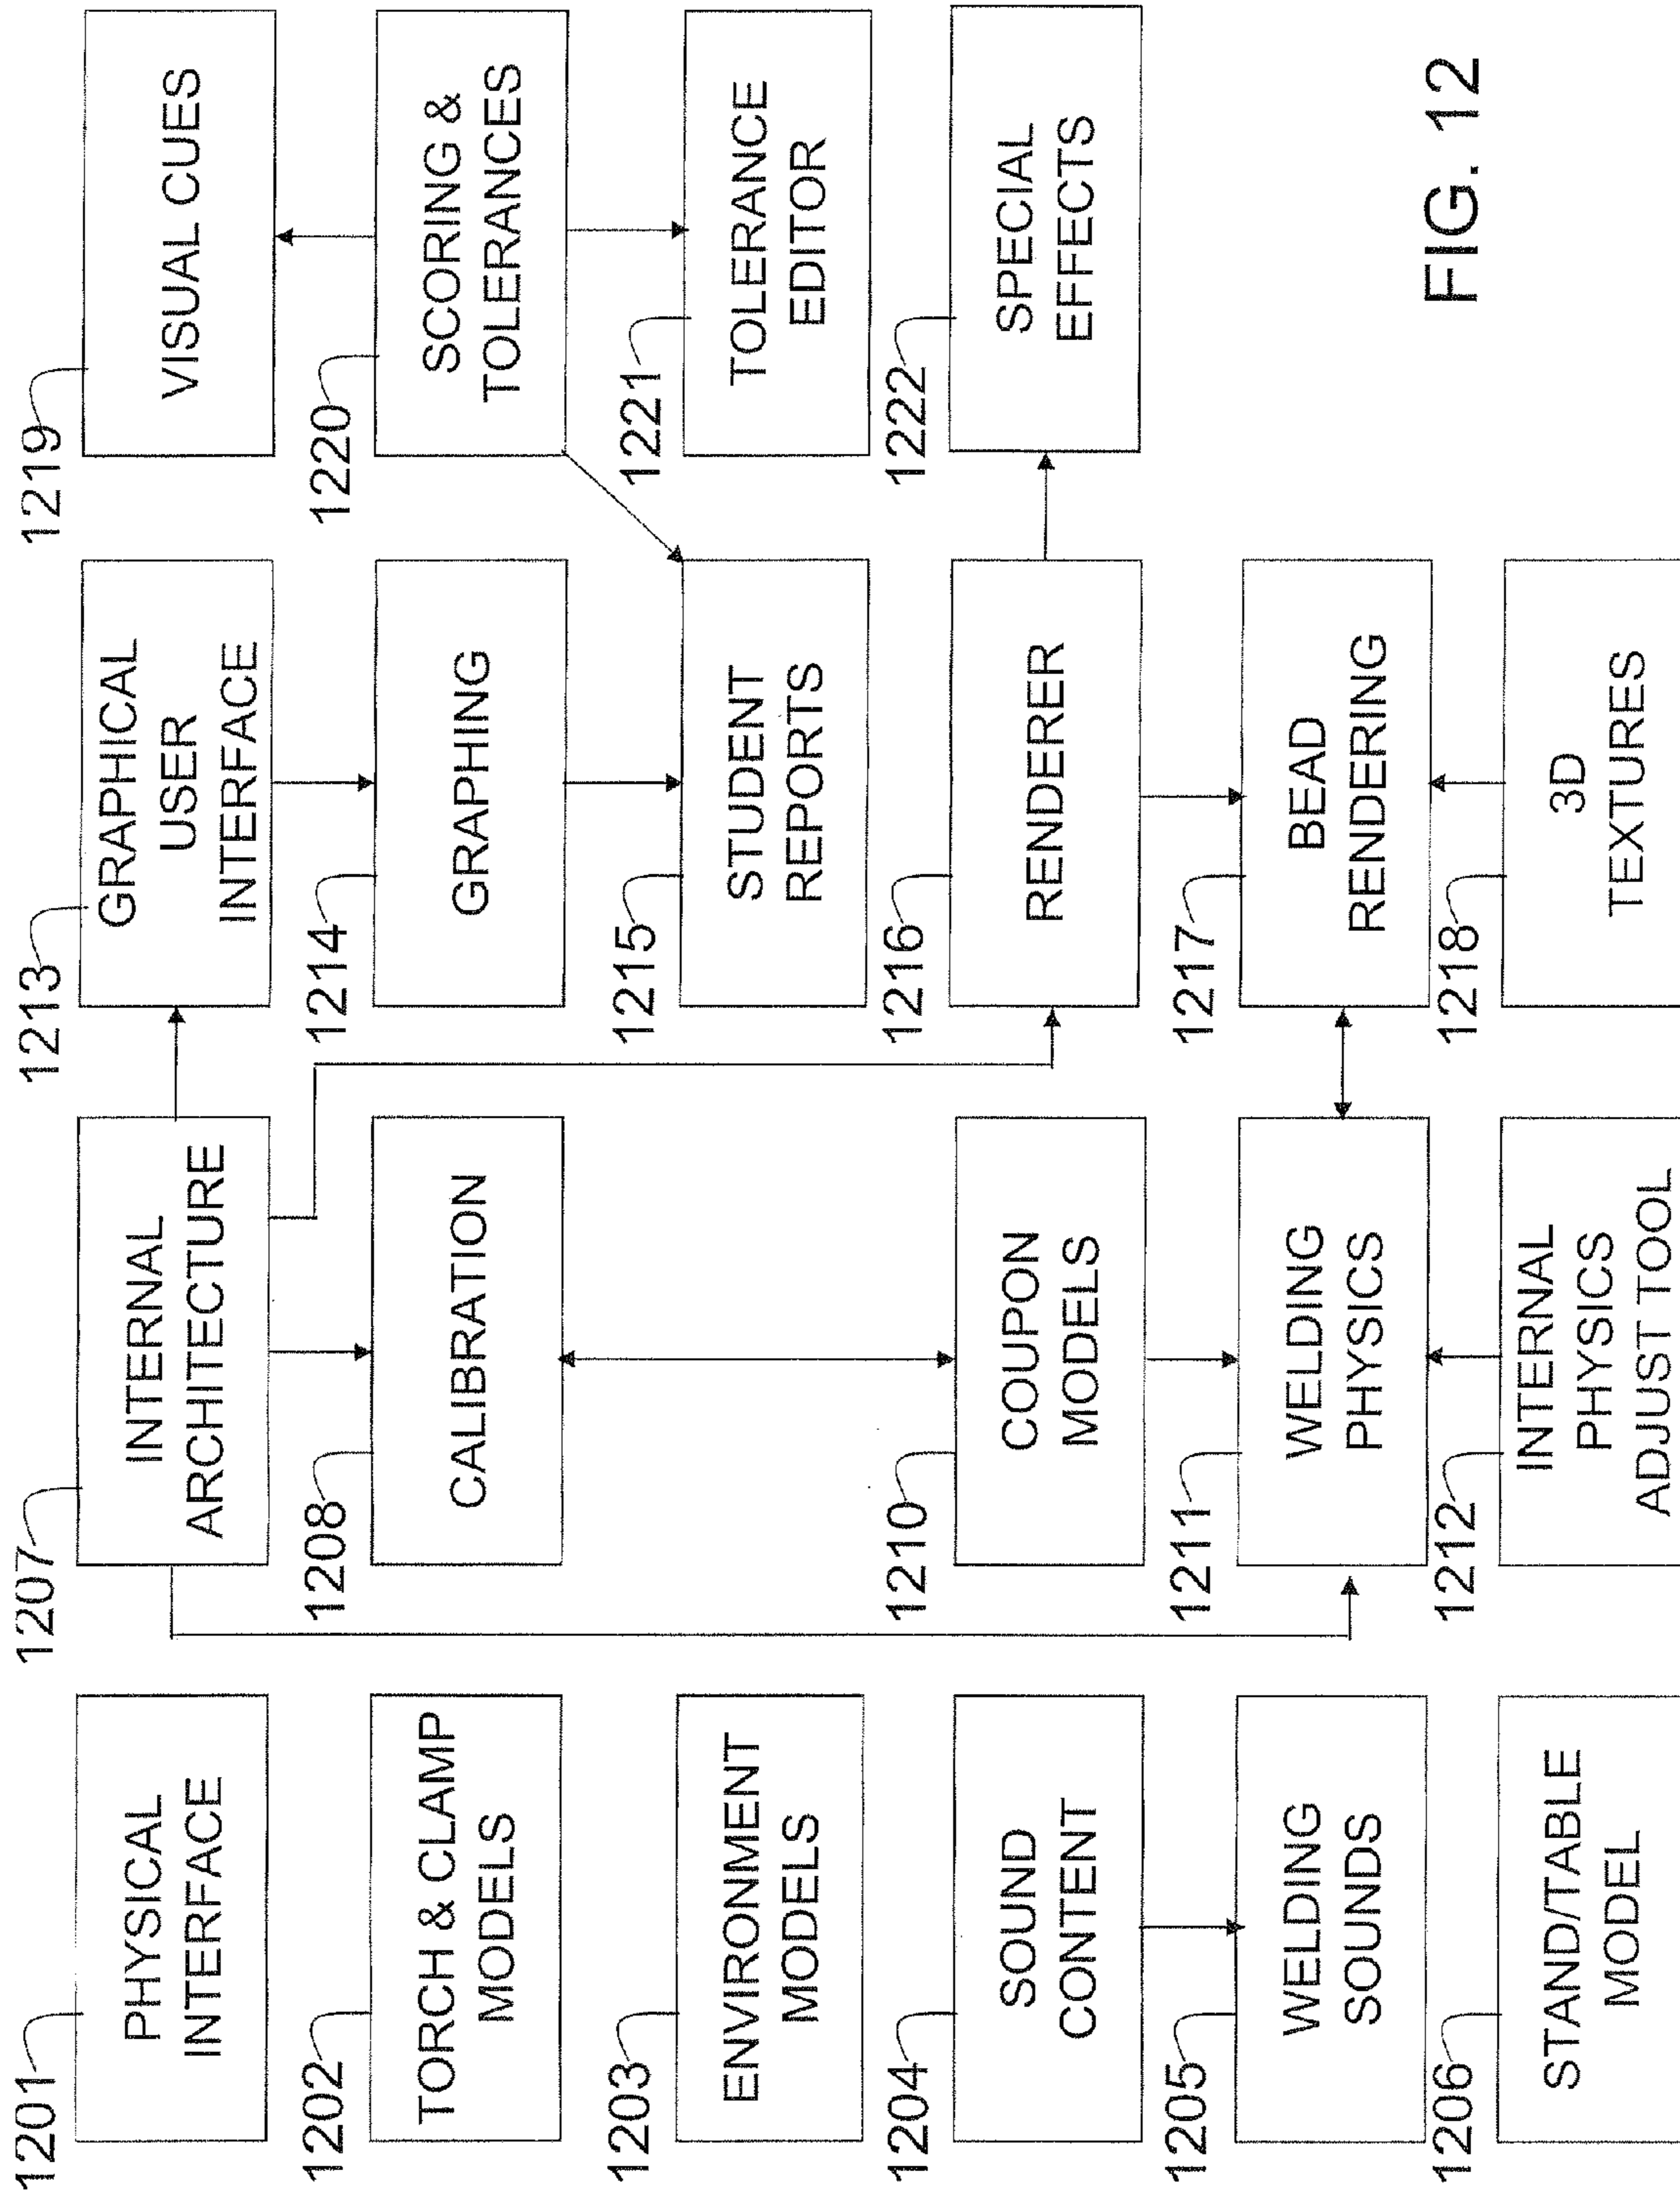 1201
PHYSICAL
INTERFACE
1202
TORCH & CLAMP
MODELS
1203
ENVIRONMENT
MODELS
1204
SOUND
CONTENT
1205
WELDING
SOUNDS
1206
STAND/TABLE
MODEL
1207
INTERNAL
ARCHITECTURE
1208
CALIBRATION
1210
COUPON
MODELS
1211
WELDING
PHYSICS
1212
INTERNAL
PHYSICS
ADJUST TOOL
1213
GRAPHICAL
USER
INTERFACE
1214
GRAPHING
1215
STUDENT
REPORTS
1216
RENDERER
1217
BEAD
RENDERING
1218
3D
TEXTURES
1219
VISUAL CUES
1220
SCORING &
TOLERANCES
1221
TOLERANCE
EDITOR
1222
SPECIAL
EFFECTS
FIG. 12